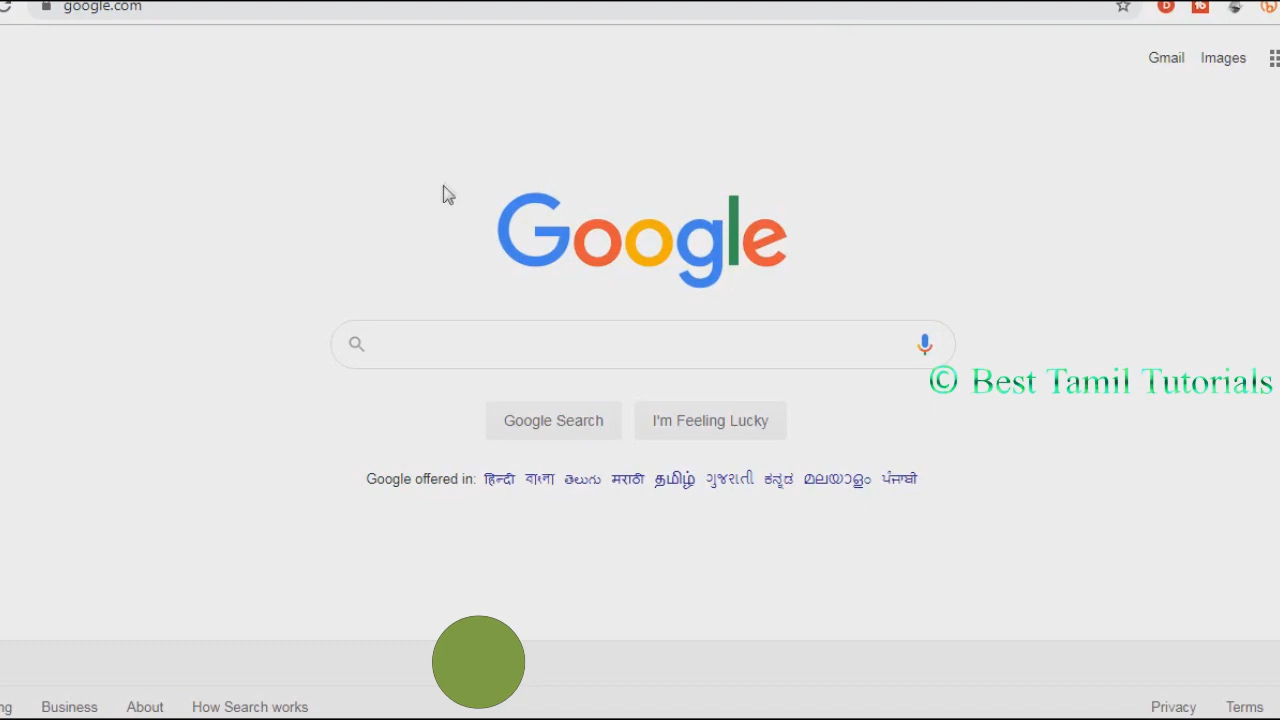 google.com
Gmail Images
Google
© Best Tamil Tutorials
Google Search I'm Feeling Lucky
Google offered in: हिन्दी বাংলা తెలుగు मराठी தமிழ் ગુજરાતી ಕನ್ನಡ മലയാളം ਪੰਜਾਬੀ
Business About How Search works Privacy Terms